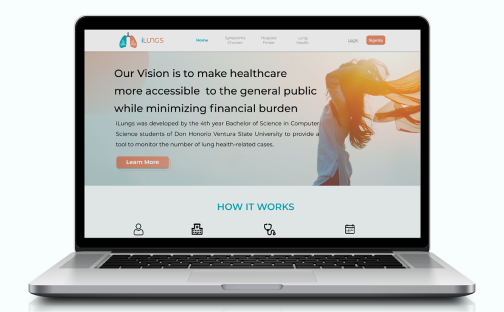 iLUNGS
Home
Symptoms Checker
Hospital Finder
Lung Health
Login
Signup
Our Vision is to make healthcare
more accessible to the general public
while minimizing financial burden
iLungs was developed by the 4th year Bachelor of Science in Computer
Science students of Don Honorio Ventura State University to provide a
tool to monitor the number of lung health-related cases.
Learn More
HOW IT WORKS